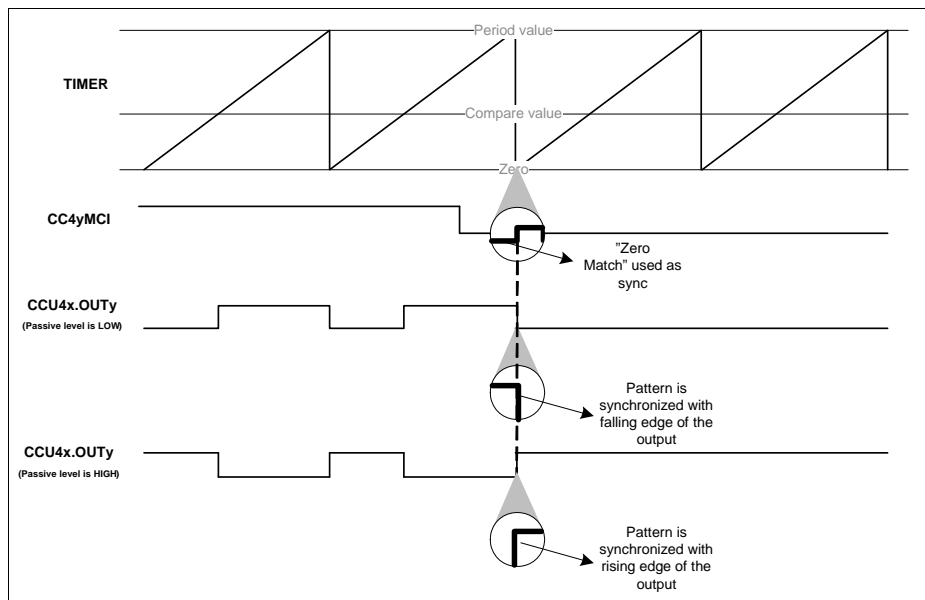 Period value
TIMER
Compare value
Zero
CC4yMCI
"Zero
Match" used as
sync
CCU4x.OUTy
(Passive level is LOW)
Pattern is
synchronized with
falling edge of the
output
CCU4x.OUTy
(Passive level is HIGH)
Pattern is
synchronized with
rising edge of the
output